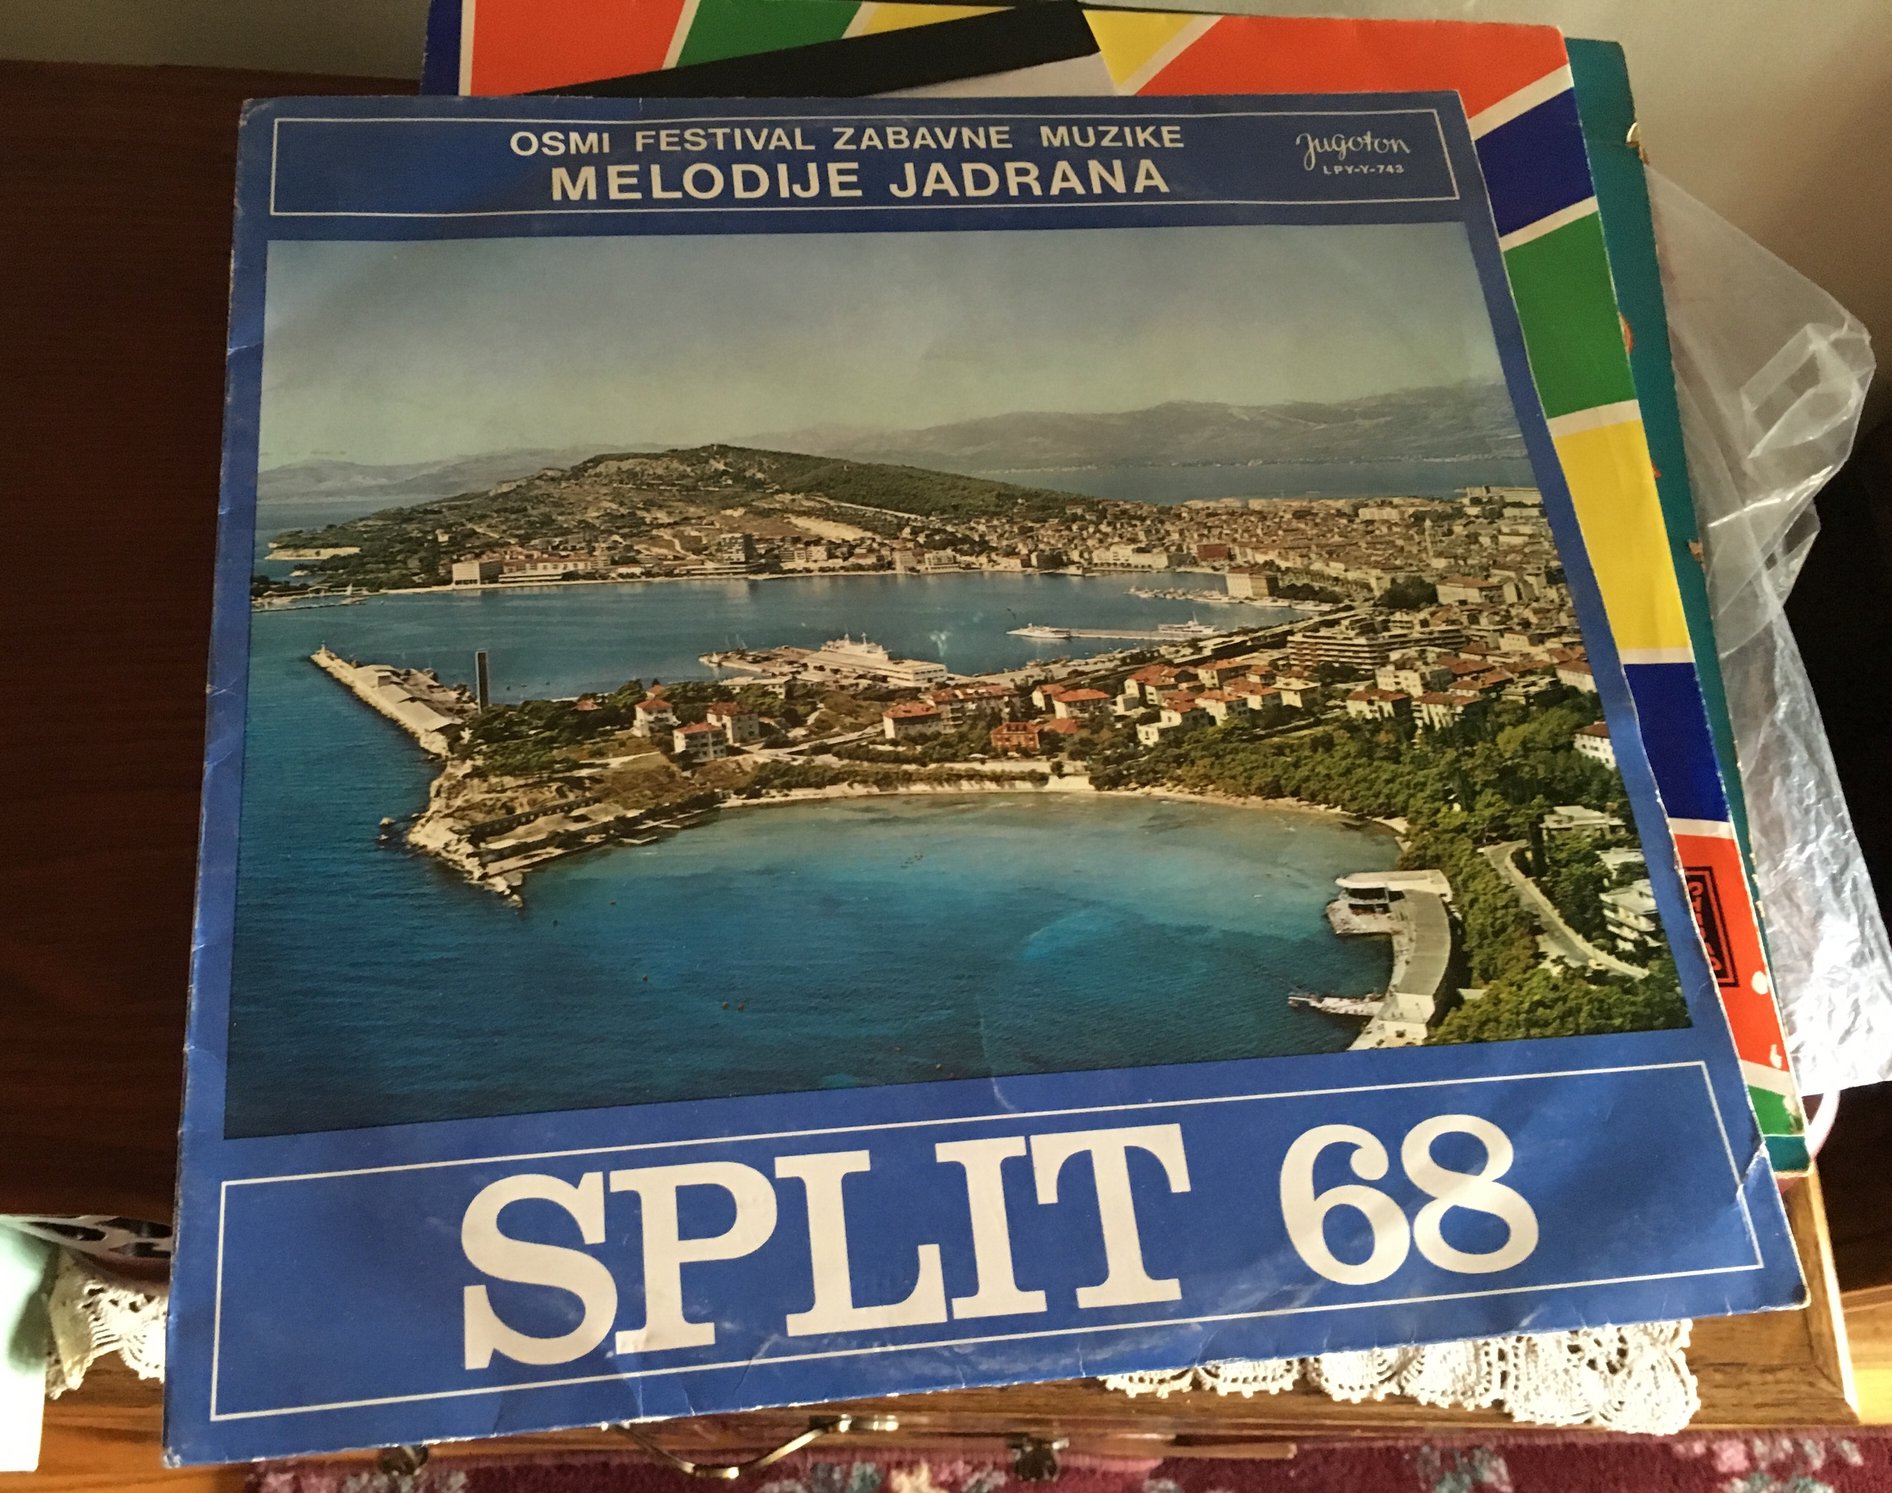 OSMI FESTIVAL ZABAVNE MUZIKE
MELODIJE JADRANA
Jugoton
LPY-V-743
SPLIT 68